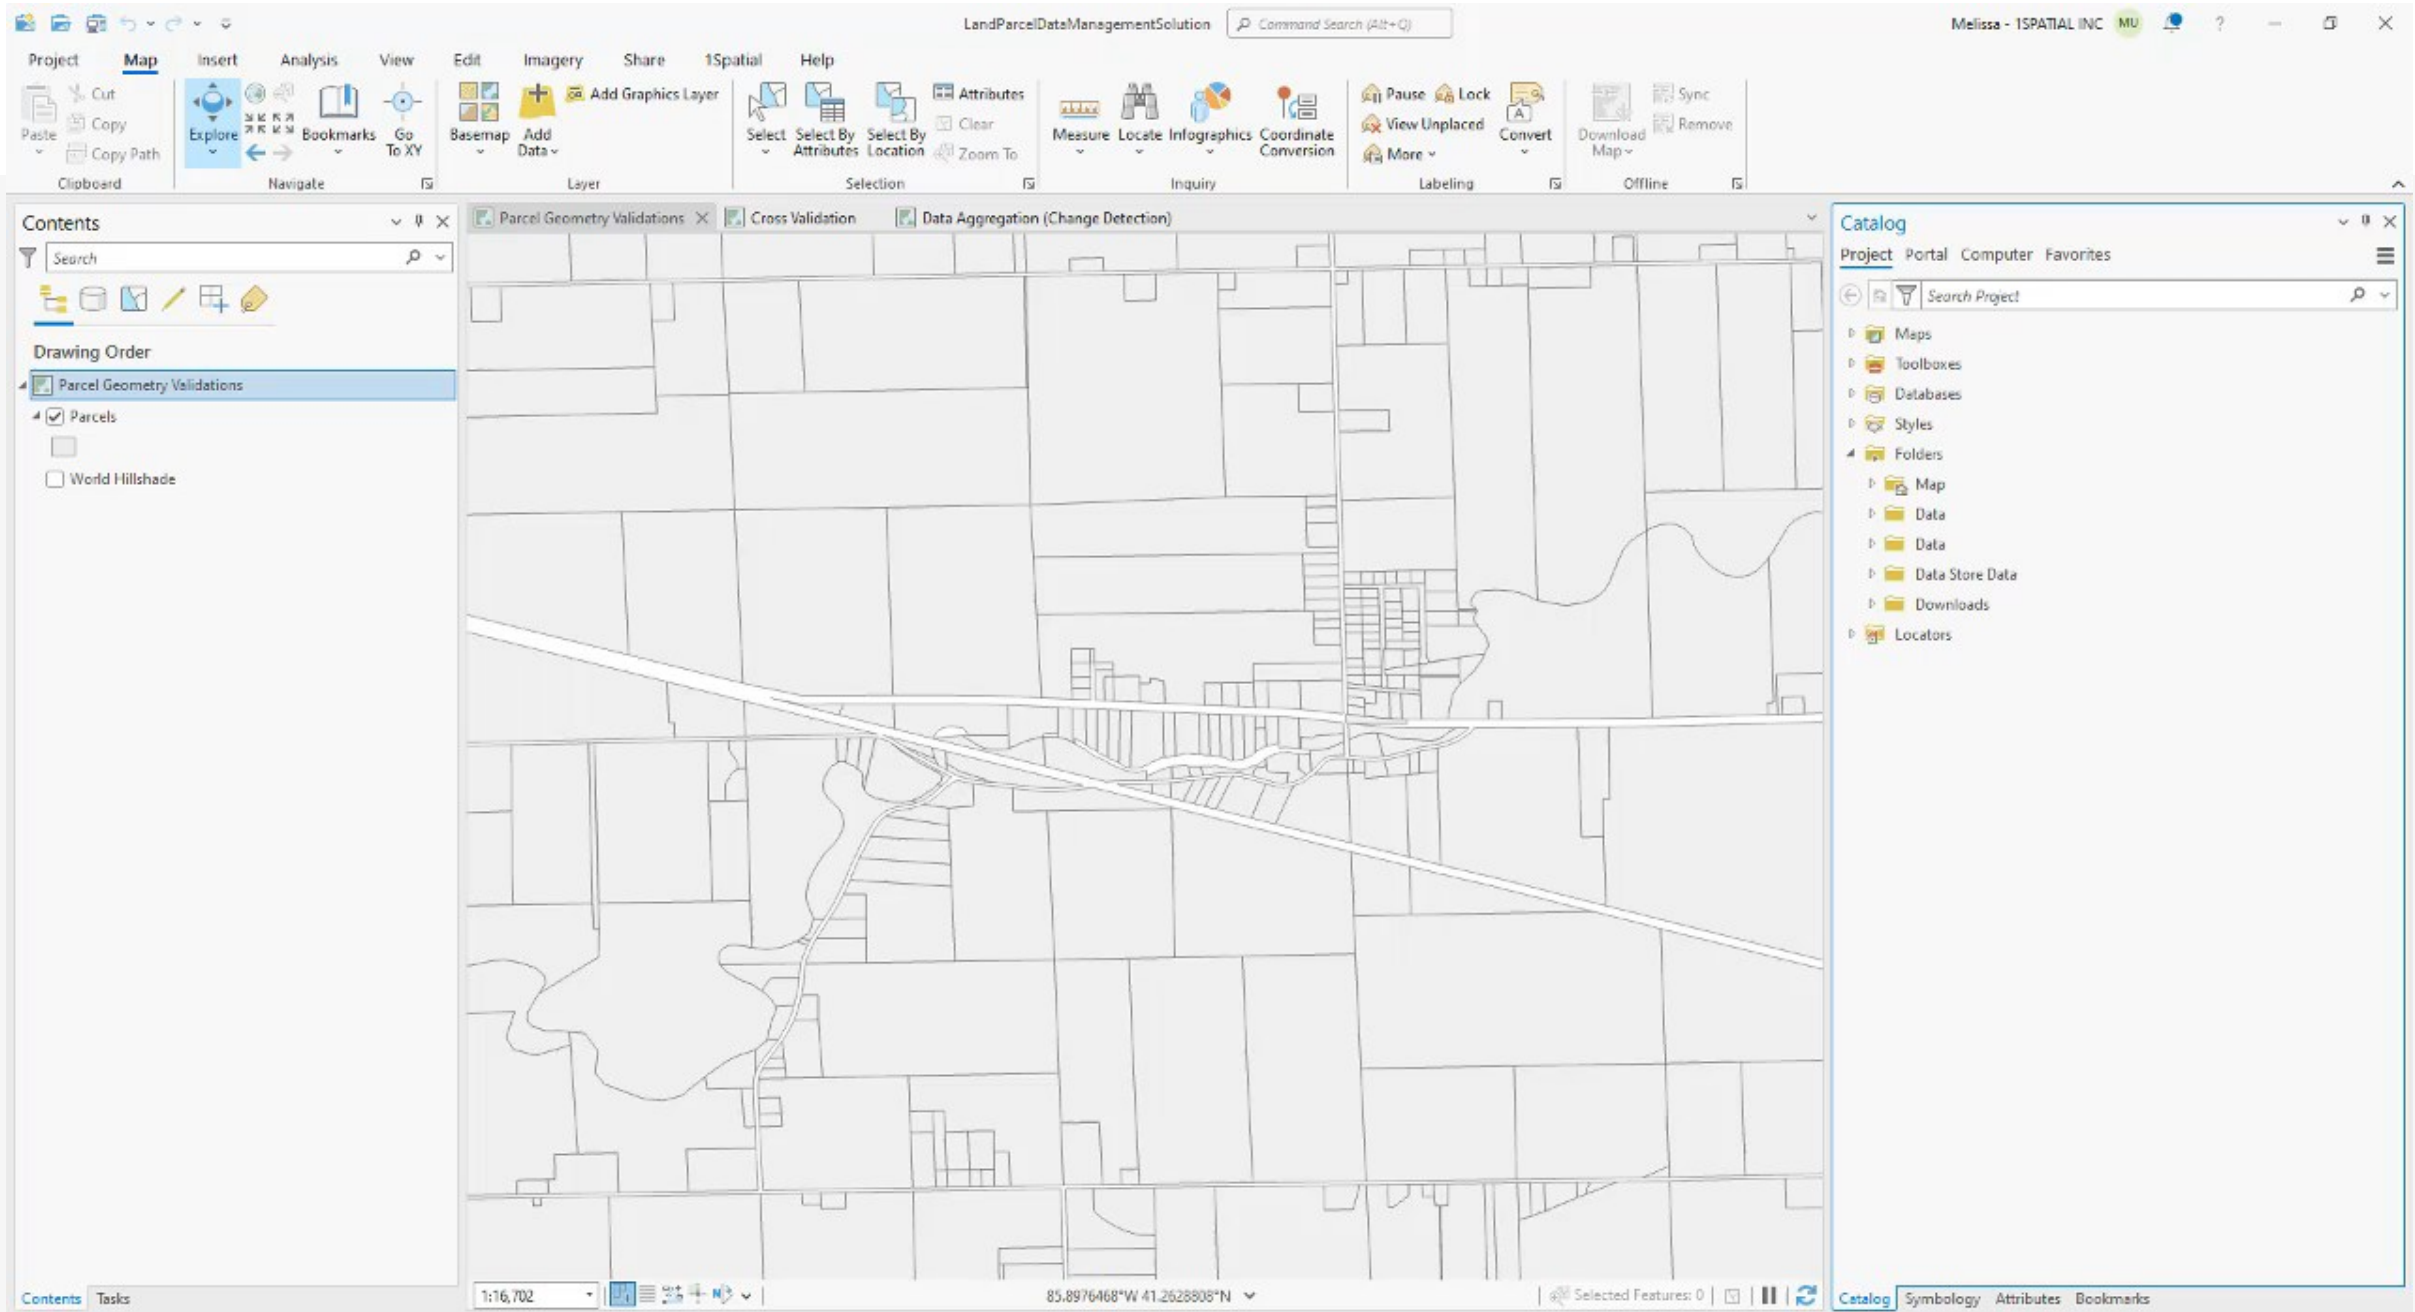 LandParcelDataManagementSolution
Command Search (Alt+Q)
Melissa - 1SPATIAL INC MU
?
Project Map Insert Analysis View Edit Imagery Share 1Spatial Help
Paste
Cut
Copy
Copy Path
Clipboard
Explore
Bookmarks
Go To XY
Navigate
Basemap
Add Data
Add Graphics Layer
Layer
Select
Select By Attributes
Select By Location
Attributes
Clear
Zoom To
Selection
Measure
Locate
Infographics
Coordinate Conversion
Inquiry
Pause
Lock
View Unplaced
More
Convert
Labeling
Download Map
Sync
Remove
Offline
Contents
Search
Drawing Order
Parcel Geometry Validations
Parcels
World Hillshade
Contents Tasks
Parcel Geometry Validations
Cross Validation
Data Aggregation (Change Detection)
1:16,702
85.8976468°W 41.2628808°N
Selected Features: 0
Catalog
Project Portal Computer Favorites
Search Project
Maps
Toolboxes
Databases
Styles
Folders
Map
Data
Data
Data Store Data
Downloads
Locators
Catalog Symbology Attributes Bookmarks